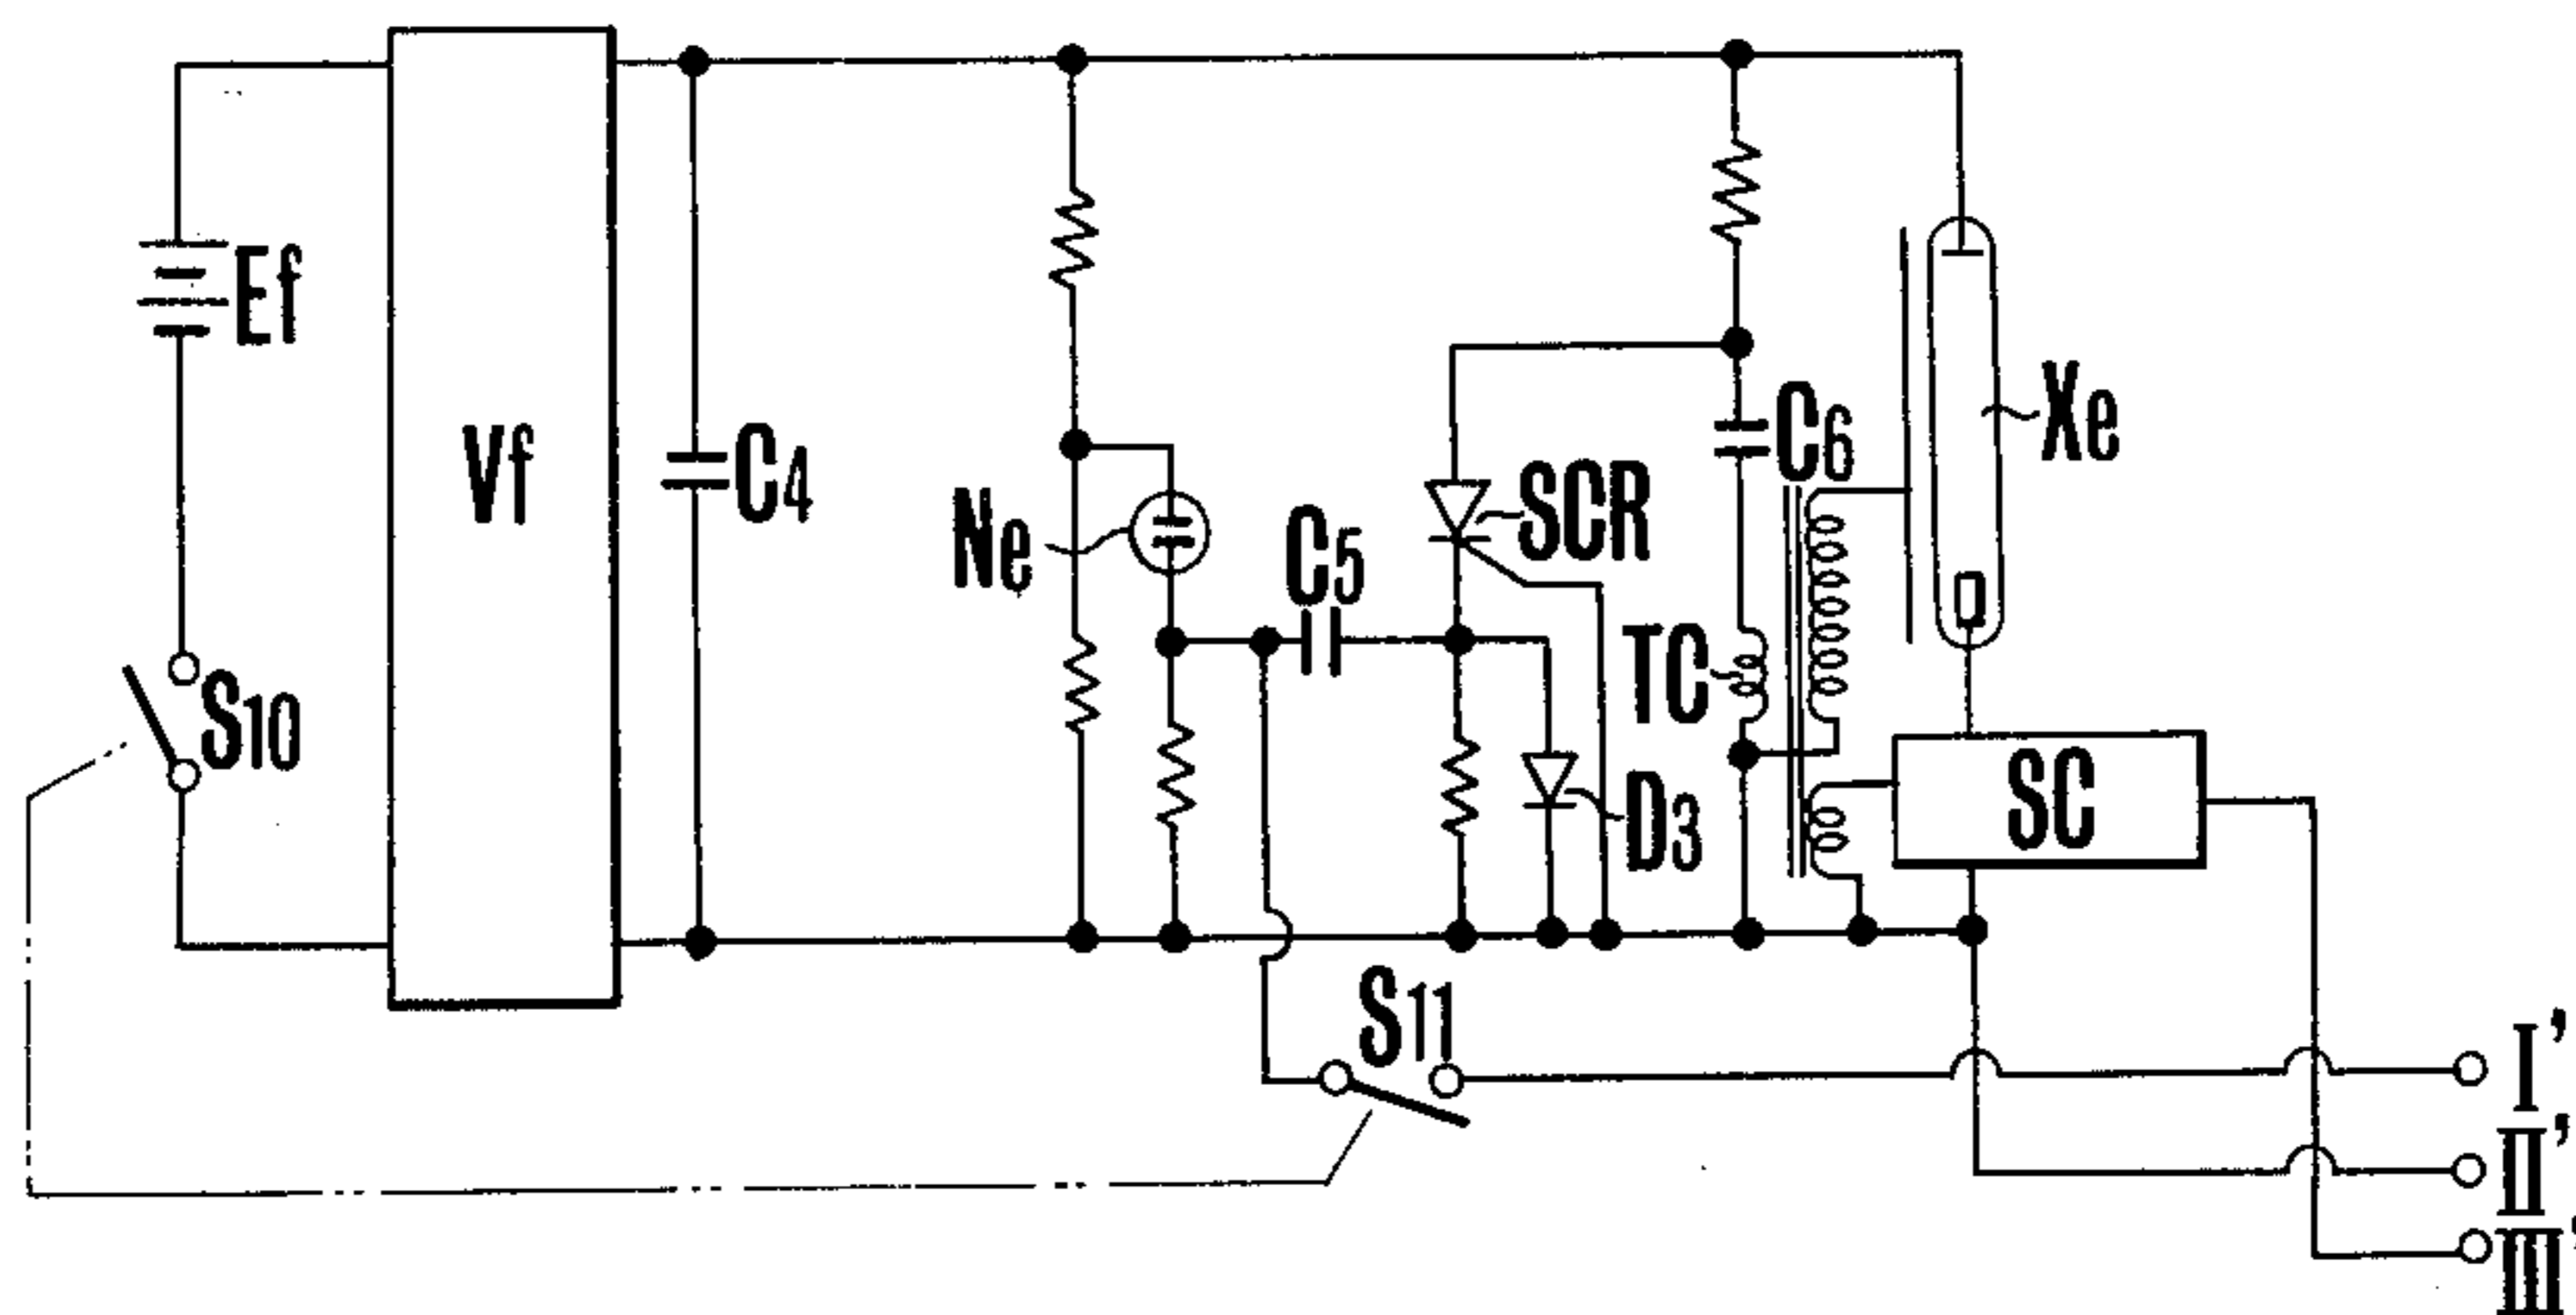 Ef
Vf
C4
Ne
C5
SCR
C6
Xe
S10
TC
D3
SC
S11
I'
II'
III'